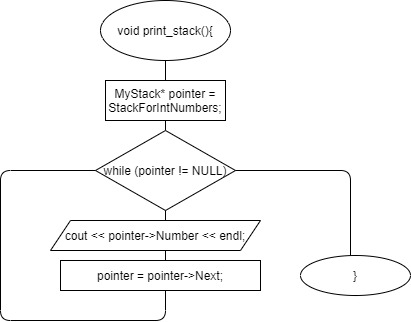 void print_stack(){
MyStack* pointer =
StackForIntNumbers;
while (pointer != NULL)
cout << pointer->Number << endl;
pointer = pointer->Next;
}